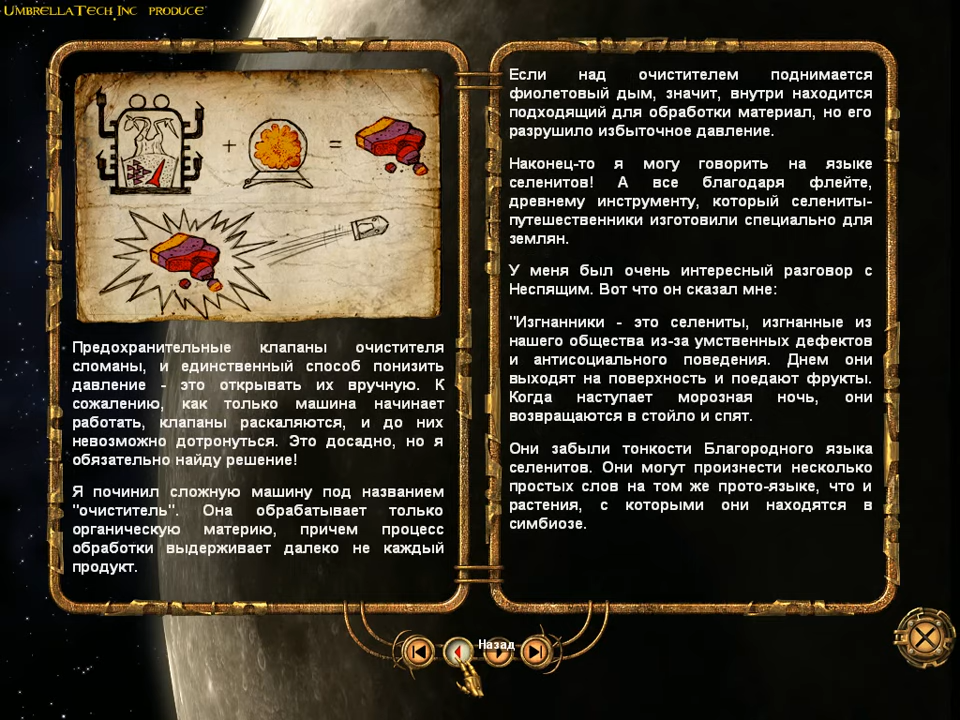 UmbrellaTech Inc produce
Предохранительные клапаны очистителя
сломаны, и единственный способ понизить
давление - это открывать их вручную. К
сожалению, как только машина начинает
работать, клапаны раскаляются, и до них
невозможно дотронуться. Это досадно, но я
обязательно найду решение!
Я починил сложную машину под названием
"очиститель". Она обрабатывает только
органическую материю, причем процесс
обработки выдерживает далеко не каждый
продукт.
Если над очистителем поднимается
фиолетовый дым, значит, внутри находится
подходящий для обработки материал, но его
разрушило избыточное давление.
Наконец-то я могу говорить на языке
селенитов! А все благодаря флейте,
древнему инструменту, который селениты-
путешественники изготовили специально для
землян.
У меня был очень интересный разговор с
Неспящим. Вот что он сказал мне:
"Изгнанники - это селениты, изгнанные из
нашего общества из-за умственных дефектов
и антисоциального поведения. Днем они
выходят на поверхность и поедают фрукты.
Когда наступает морозная ночь, они
возвращаются в стойло и спят.
Они забыли тонкости Благородного языка
селенитов. Они могут произнести несколько
простых слов на том же прото-языке, что и
растения, с которыми они находятся в
симбиозе.
Назад